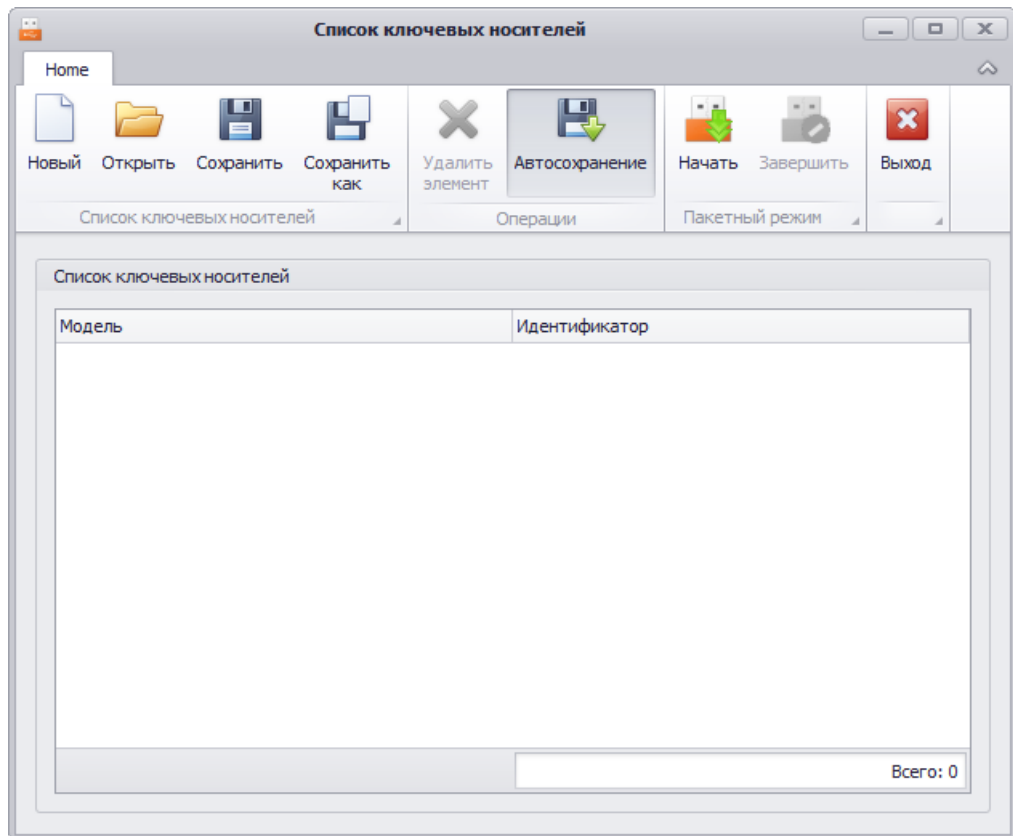 Список ключевых носителей
Home
Новый Открыть Сохранить Сохранить как Удалить элемент Автосохранение Начать Завершить Выход
Список ключевых носителей Операции Пакетный режим
Список ключевых носителей
Модель Идентификатор
Всего: 0